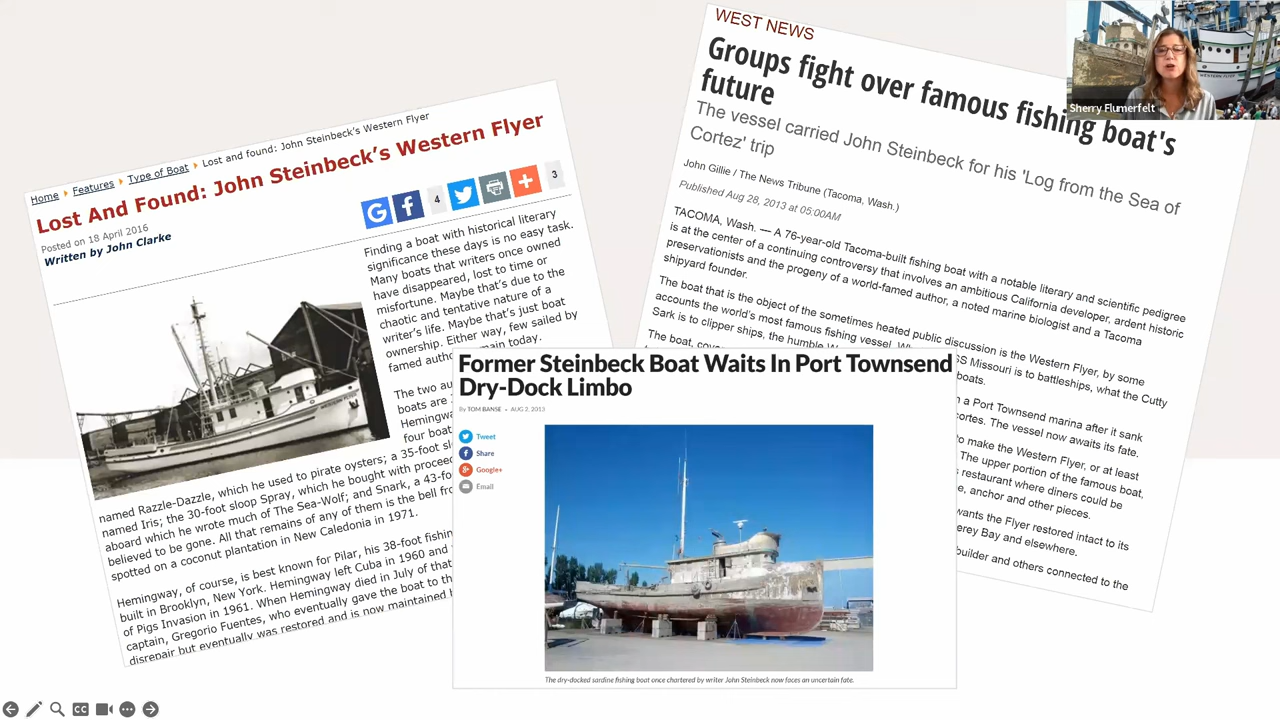 Home Features Type of Boat Lost and found: John Steinbeck's Western Flyer
Lost And Found: John Steinbeck's Western Flyer
Posted on 18 April 2016
Written by John Clarke
4
3
Finding a boat with historical literary
significance these days is no easy task.
Many boats that writers once owned
have disappeared, lost to time or
misfortune. Maybe that's due to the
chaotic and tentative nature of a
writer's life. Maybe that's just boat
ownership. Either way, few sailed by
famed main today.
The two au
boats are
Hemingw
four boat
named Razzle-Dazzle, which he used to pirate oysters; a 35-foot sl
named Iris; the 30-foot sloop Spray, which he bought with proceed
aboard which he wrote much of The Sea-Wolf; and Snark, a 43-fo
believed to be gone. All that remains of any of them is the bell fro
spotted on a coconut plantation in New Caledonia in 1971.
Hemingway, of course, is best known for Pilar, his 38-foot fishin
built in Brooklyn, New York. Hemingway left Cuba in 1960 and
of Pigs Invasion in 1961. When Hemingway died in July of that
captain, Gregorio Fuentes, who eventually gave the boat to th
disrepair but eventually was restored and is now maintained
WEST NEWS
Groups fight over famous fishing boat's
future
The vessel carried John Steinbeck for his 'Log from the Sea of
Cortez' trip
John Gillie / The News Tribune (Tacoma, Wash.)
Published Aug 28, 2013 at 05:00AM
TACOMA, Wash. — A 76-year-old Tacoma-built fishing boat with a notable literary and scientific pedigree
is at the center of a continuing controversy that involves an ambitious California developer, ardent historic
preservationists and the progeny of a world-famed author, a noted marine biologist and a Tacoma
shipyard founder.
The boat that is the object of the sometimes heated public discussion is the Western Flyer, by some
accounts the world's most famous fishing vessel. SS Missouri is to battleships, what the Cutty
Sark is to clipper ships, the humble boats.
The boat, cove
n a Port Townsend marina after it sank
cortes. The vessel now awaits its fate.
to make the Western Flyer, or at least
The upper portion of the famous boat,
restaurant where diners could be
e, anchor and other pieces.
wants the Flyer restored intact to its
erey Bay and elsewhere.
builder and others connected to the
Former Steinbeck Boat Waits In Port Townsend
Dry-Dock Limbo
By TOM BANSE • AUG 2, 2013
Tweet
Share
Google+
Email
The dry-docked sardine fishing boat once chartered by writer John Steinbeck now faces an uncertain fate.
Sherry Flumerfelt
WESTERN FLYER
CC